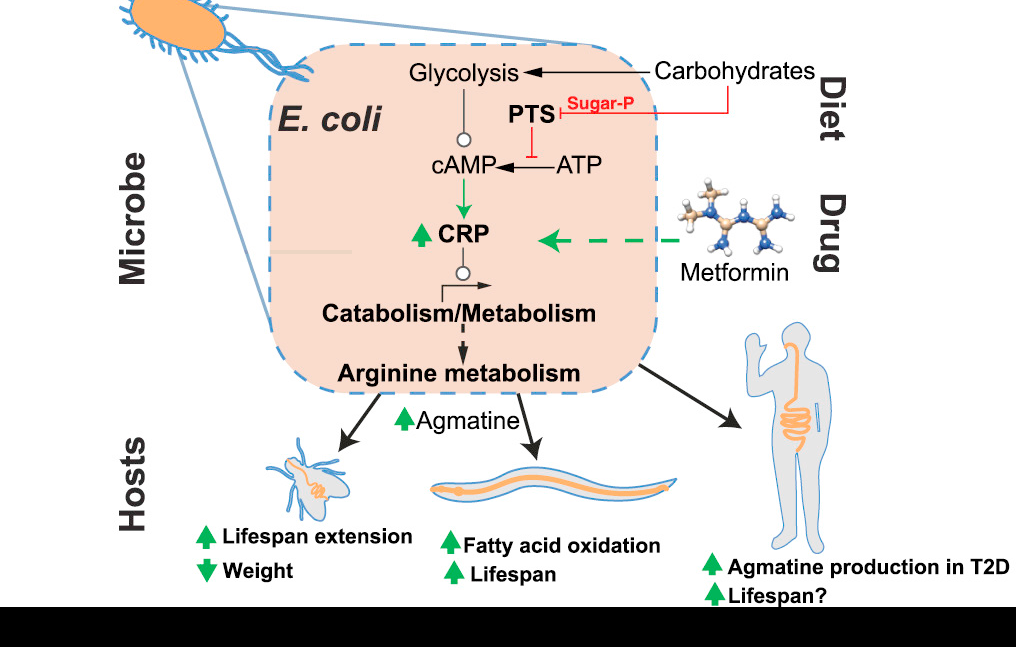 Glycolysis
Carbohydrates
Diet
Sugar-P
PTS
E. coli
cAMP
ATP
Microbe
Drug
CRP
Metformin
Catabolism/Metabolism
Arginine metabolism
Agmatine
Hosts
Lifespan extension
Weight
Fatty acid oxidation
Lifespan
Agmatine production in T2D
Lifespan?